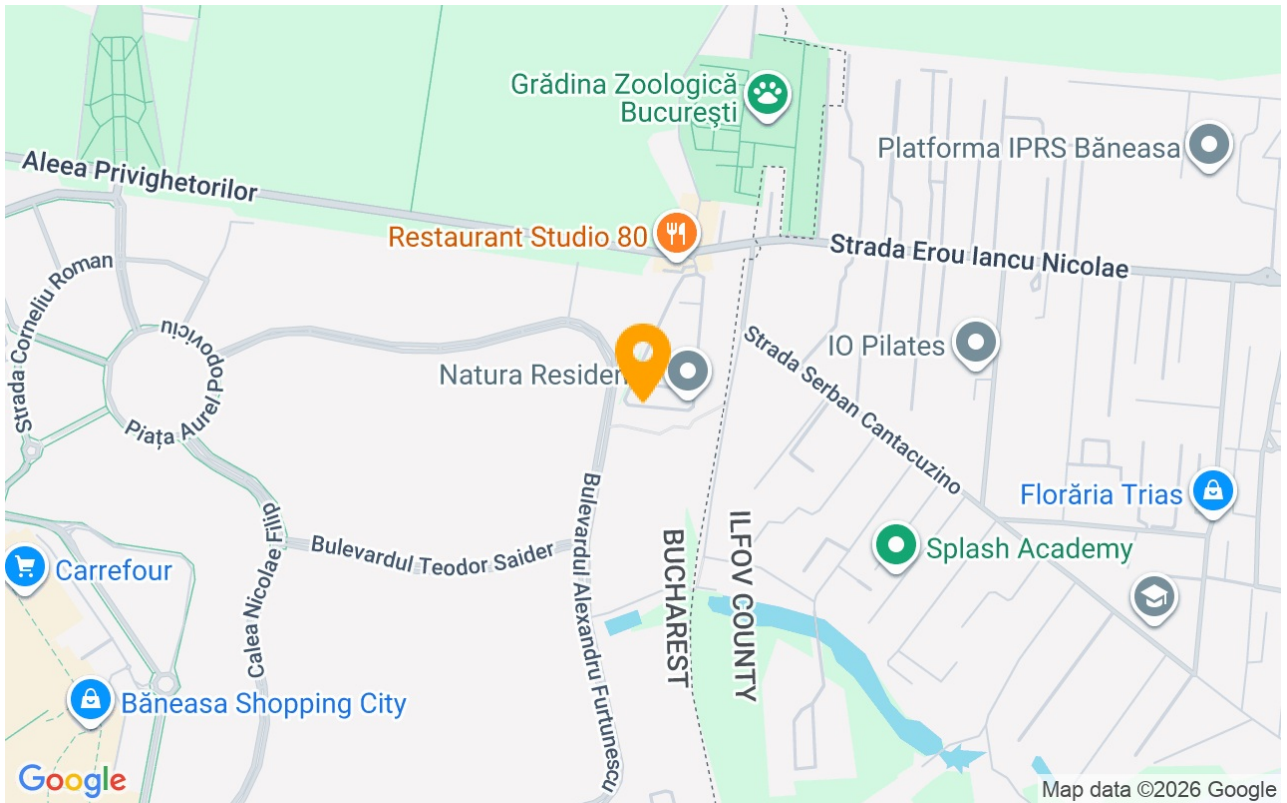 Grădina Zoologică
Bucureşti
Platforma IPRS Băneasa
Aleea Privighetorilor
Restaurant Studio 80
Strada Erou Iancu Nicolae
Strada Corneliu Roman
Piața Aurel Popoviciu
Natura Residen
Strada Serban Cantacuzino
IO Pilates
Florăria Trias
Bulevardul Teodor Saider
Bulevardul Alexandru Furtunescu
BUCHAREST
ILFOV COUNTY
Splash Academy
Carrefour
Calea Nicolae Filip
Băneasa Shopping City
Google
Map data ©2026 Google